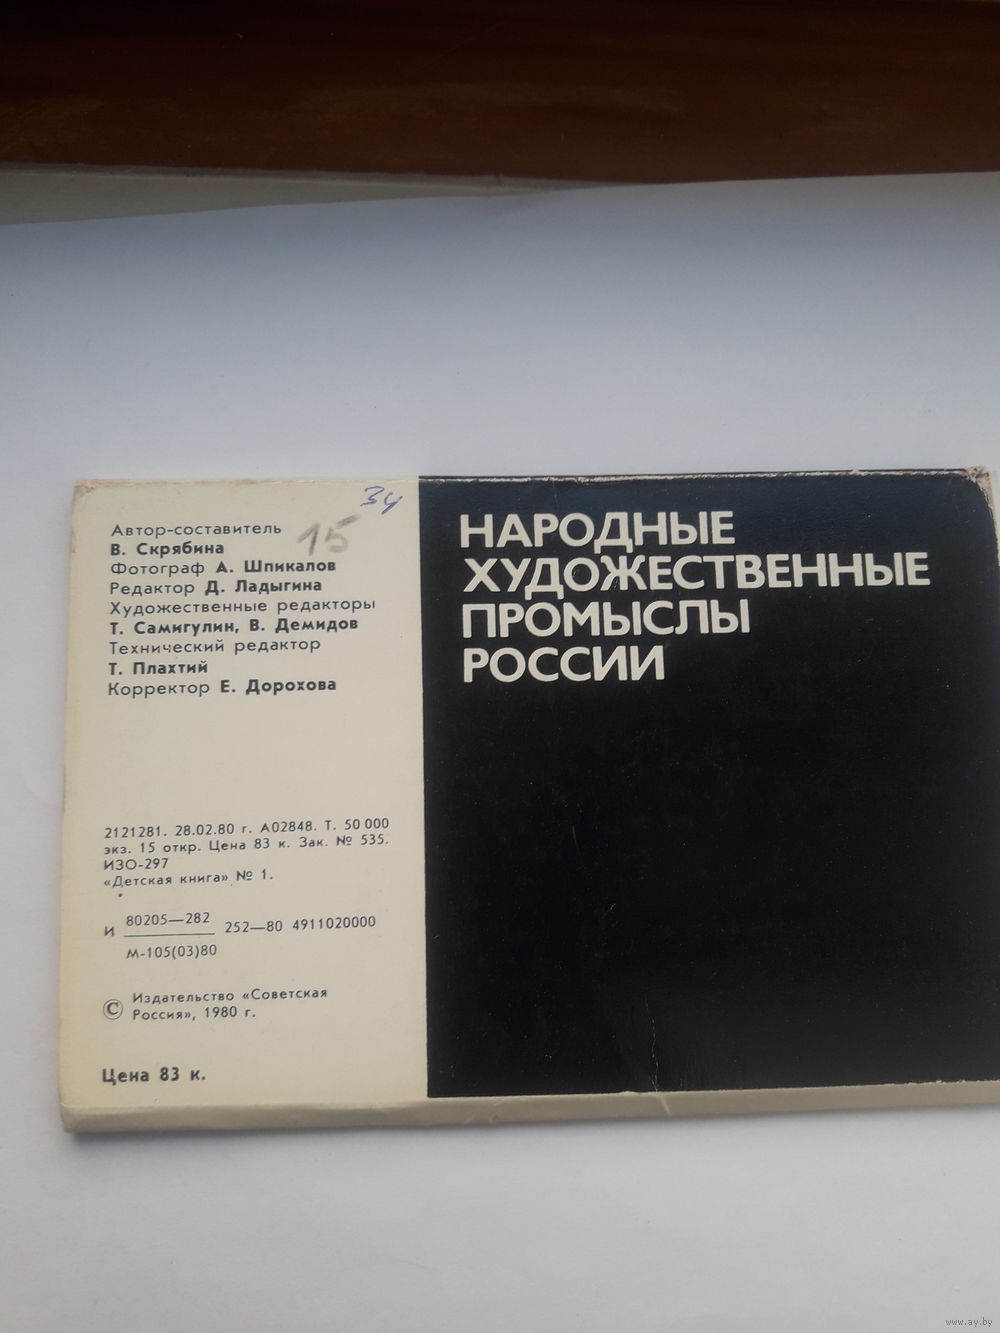 Автор-составитель
В. Скрябина
Фотограф А. Шпикалов
Редактор Д. Ладыгина
Художественные редакторы
Т. Самигулин, В. Демидов
Технический редактор
Т. Плахтий
Корректор Е. Дорохова
15
34
2121281. 28.02.80 г. А02848. Т. 50 000
экз. 15 откр. Цена 83 к. Зак. № 535.
ИЗО-297
«Детская книга» № 1.
80205—282
И 252—80 4911020000
М-105(03)80
© Издательство «Советская
Россия», 1980 г.
Цена 83 к.
НАРОДНЫЕ
ХУДОЖЕСТВЕННЫЕ
ПРОМЫСЛЫ
РОССИИ
www.ay.by